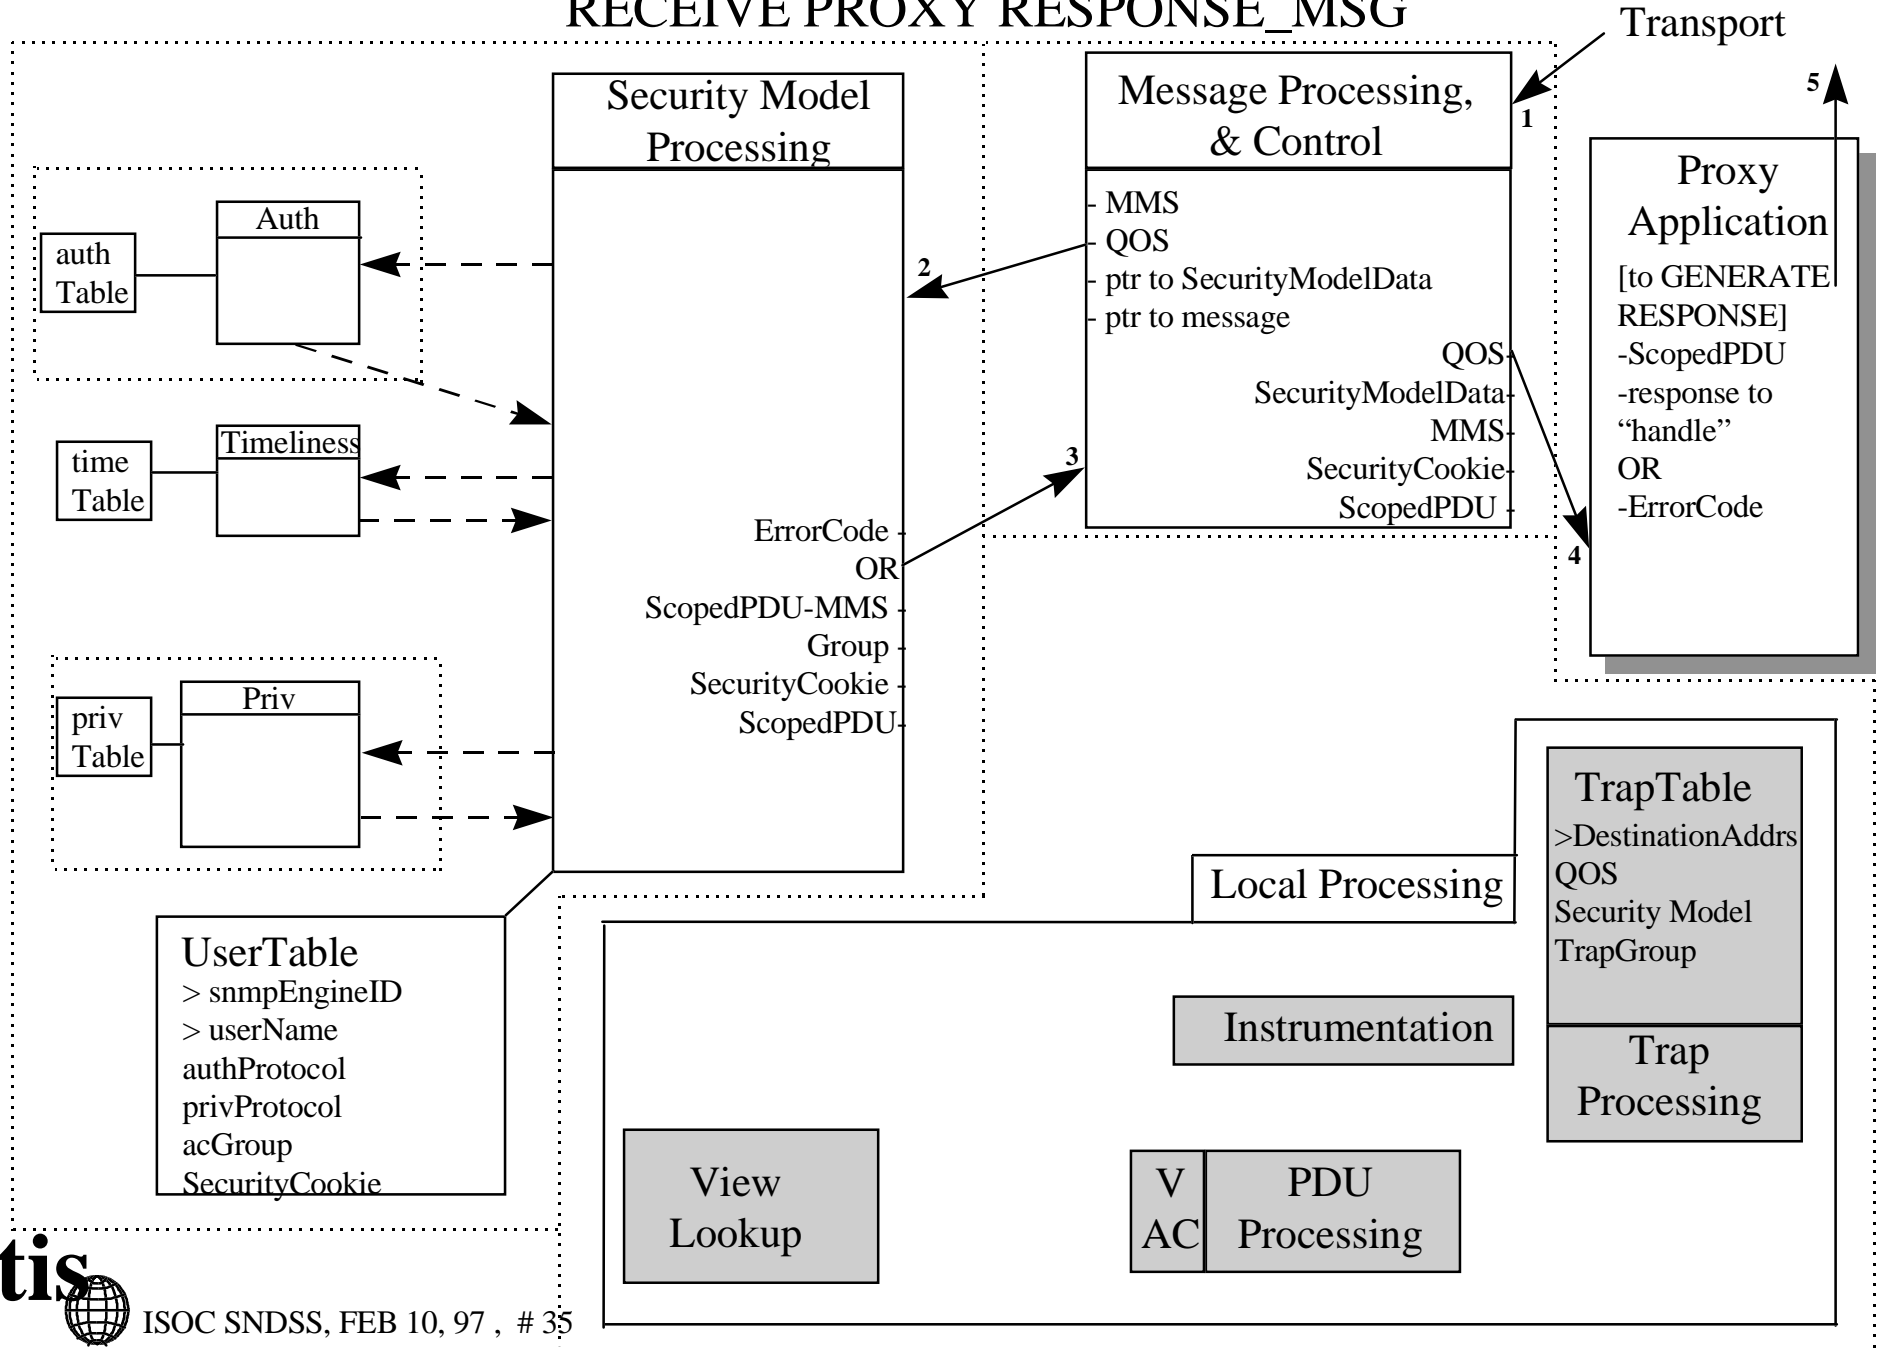 RECEIVE PROXY RESPONSE_MSG
Transport
1
5
Security Model
Processing
Message Processing,
& Control
Proxy
Application
[to GENERATE
RESPONSE]
-ScopedPDU
-response to
“handle”
OR
-ErrorCode
- MMS
- QOS
- ptr to SecurityModelData
- ptr to message
QOS-
SecurityModelData-
MMS-
SecurityCookie-
ScopedPDU -
2
3
4
Auth
auth
Table
Timeliness
time
Table
Priv
priv
Table
ErrorCode -
OR
ScopedPDU-MMS -
Group -
SecurityCookie -
ScopedPDU-
UserTable
> snmpEngineID
> userName
authProtocol
privProtocol
acGroup
SecurityCookie
Local Processing
TrapTable
>DestinationAddrs
QOS
Security Model
TrapGroup
Trap
Processing
Instrumentation
View
Lookup
V
AC
PDU
Processing
tis
ISOC SNDSS, FEB 10, 97 , # 35